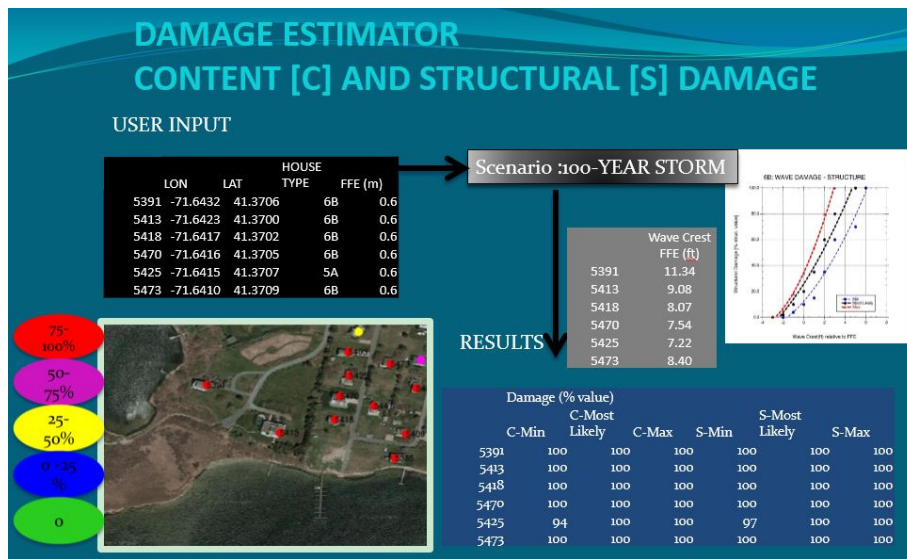 DAMAGE ESTIMATOR
CONTENT [C] AND STRUCTURAL [S] DAMAGE
USER INPUT
LON LAT HOUSE TYPE FFE (m)
5391 -71.6432 41.3706 6B 0.6
5413 -71.6423 41.3700 6B 0.6
5418 -71.6417 41.3702 6B 0.6
5470 -71.6416 41.3705 6B 0.6
5425 -71.6415 41.3707 5A 0.6
5473 -71.6410 41.3709 6B 0.6
Scenario :100-YEAR STORM
6B: WAVE DAMAGE - STRUCTURE
Wave Crest(ft) relative to FFE
Wave Crest
FFE (ft)
5391 11.34
5413 9.08
5418 8.07
5470 7.54
5425 7.22
5473 8.40
75-
100%
50-
75%
25-
50%
0 -25
%
0
RESULTS
Damage (% value)
C-Min C-Most Likely C-Max S-Min S-Most Likely S-Max
5391 100 100 100 100 100 100
5413 100 100 100 100 100 100
5418 100 100 100 100 100 100
5470 100 100 100 100 100 100
5425 94 100 100 97 100 100
5473 100 100 100 100 100 100